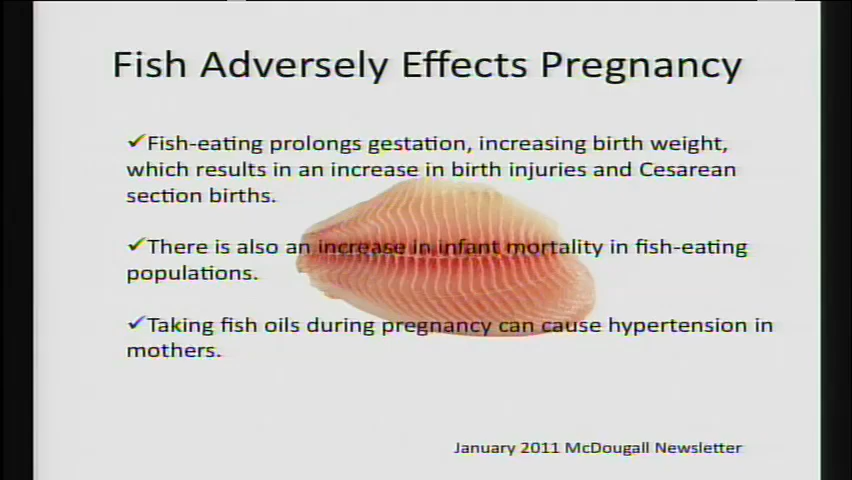 Fish Adversely Effects Pregnancy
✓Fish-eating prolongs gestation, increasing birth weight,
which results in an increase in birth injuries and Cesarean
section births.
✓There is also an increase in infant mortality in fish-eating
populations.
✓Taking fish oils during pregnancy can cause hypertension in
mothers.
January 2011 McDougall Newsletter